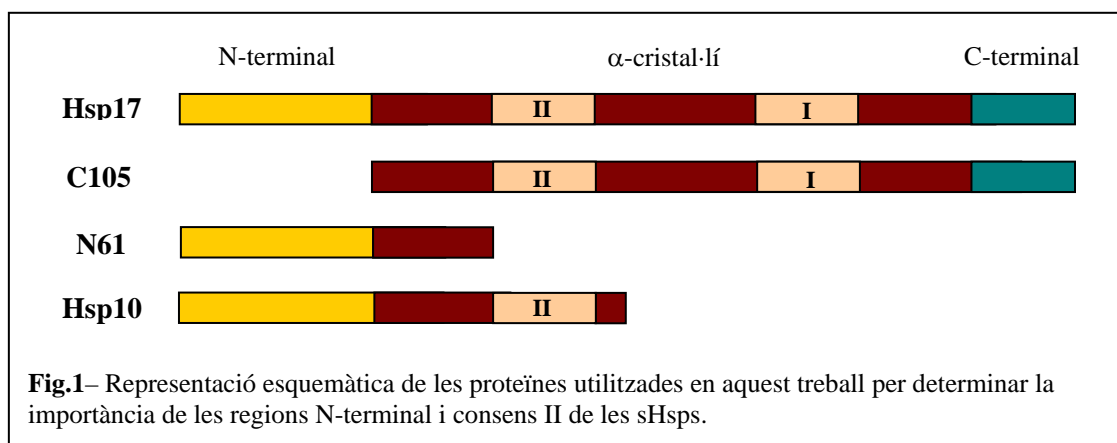 N-terminal α-cristal·lí C-terminal
Hsp17 II I
C105 II I
N61
Hsp10 II
Fig.1– Representació esquemàtica de les proteïnes utilitzades en aquest treball per determinar la
importància de les regions N-terminal i consens II de les sHsps.